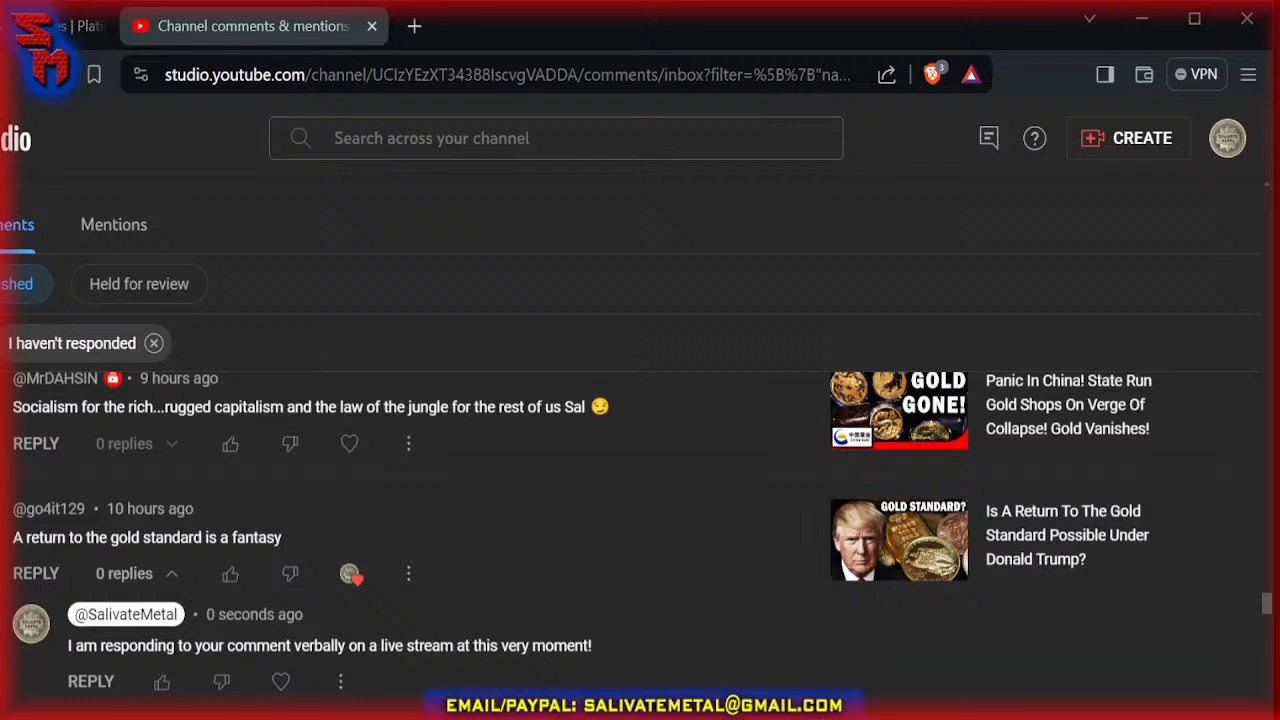 es | Plati
Channel comments & mentions
SM
studio.youtube.com/channel/UCIzYEzXT34388IscvgVADDA/comments/inbox?filter=%5B%7B"na...
3
VPN
dio
Search across your channel
CREATE
ents
Mentions
shed
Held for review
I haven't responded
@MrDAHSIN • 9 hours ago
Socialism for the rich...rugged capitalism and the law of the jungle for the rest of us Sal 😏
REPLY 0 replies
GOLD
GONE!
Panic In China! State Run
Gold Shops On Verge Of
Collapse! Gold Vanishes!
@go4it129 • 10 hours ago
A return to the gold standard is a fantasy
REPLY 0 replies
GOLD STANDARD?
Is A Return To The Gold
Standard Possible Under
Donald Trump?
@SalivateMetal • 0 seconds ago
I am responding to your comment verbally on a live stream at this very moment!
REPLY
EMAIL/PAYPAL: SALIVATEMETAL@GMAIL.COM